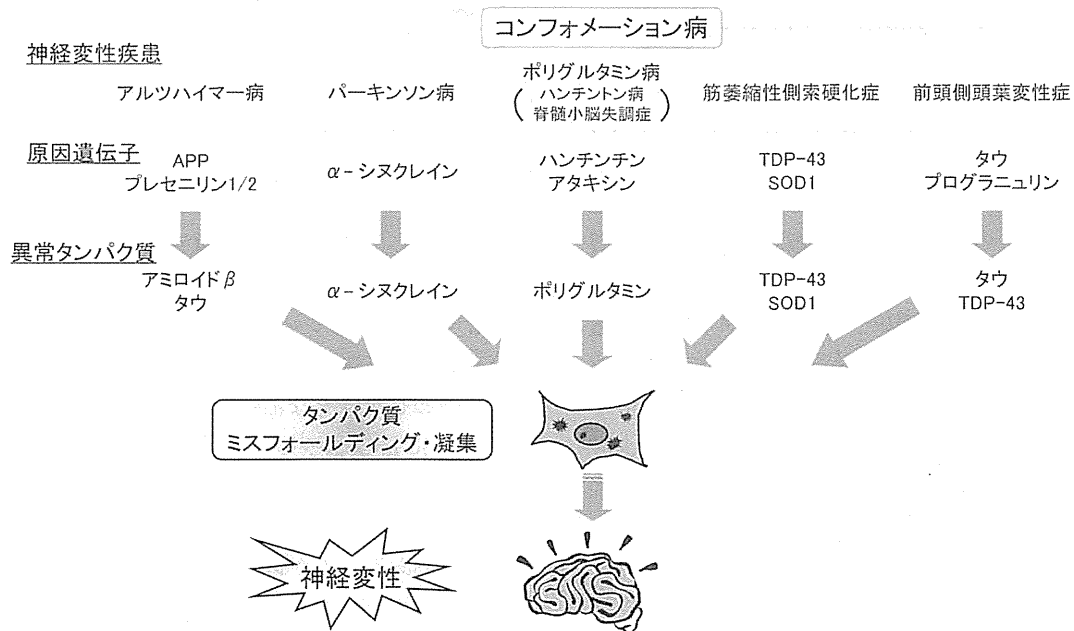 コンフォメーション病
神経変性疾患
アルツハイマー病
パーキンソン病
ポリグルタミン病
(ハンチントン病
脊髄小脳失調症)
筋萎縮性側索硬化症
前頭側頭葉変性症
原因遺伝子
APP
プレセニリン1/2
α-シヌクレイン
ハンチンチン
アタキシン
TDP-43
SOD1
タウ
プログラニュリン
異常タンパク質
アミロイドβ
タウ
α-シヌクレイン
ポリグルタミン
TDP-43
SOD1
タウ
TDP-43
タンパク質
ミスフォールディング・凝集
神経変性